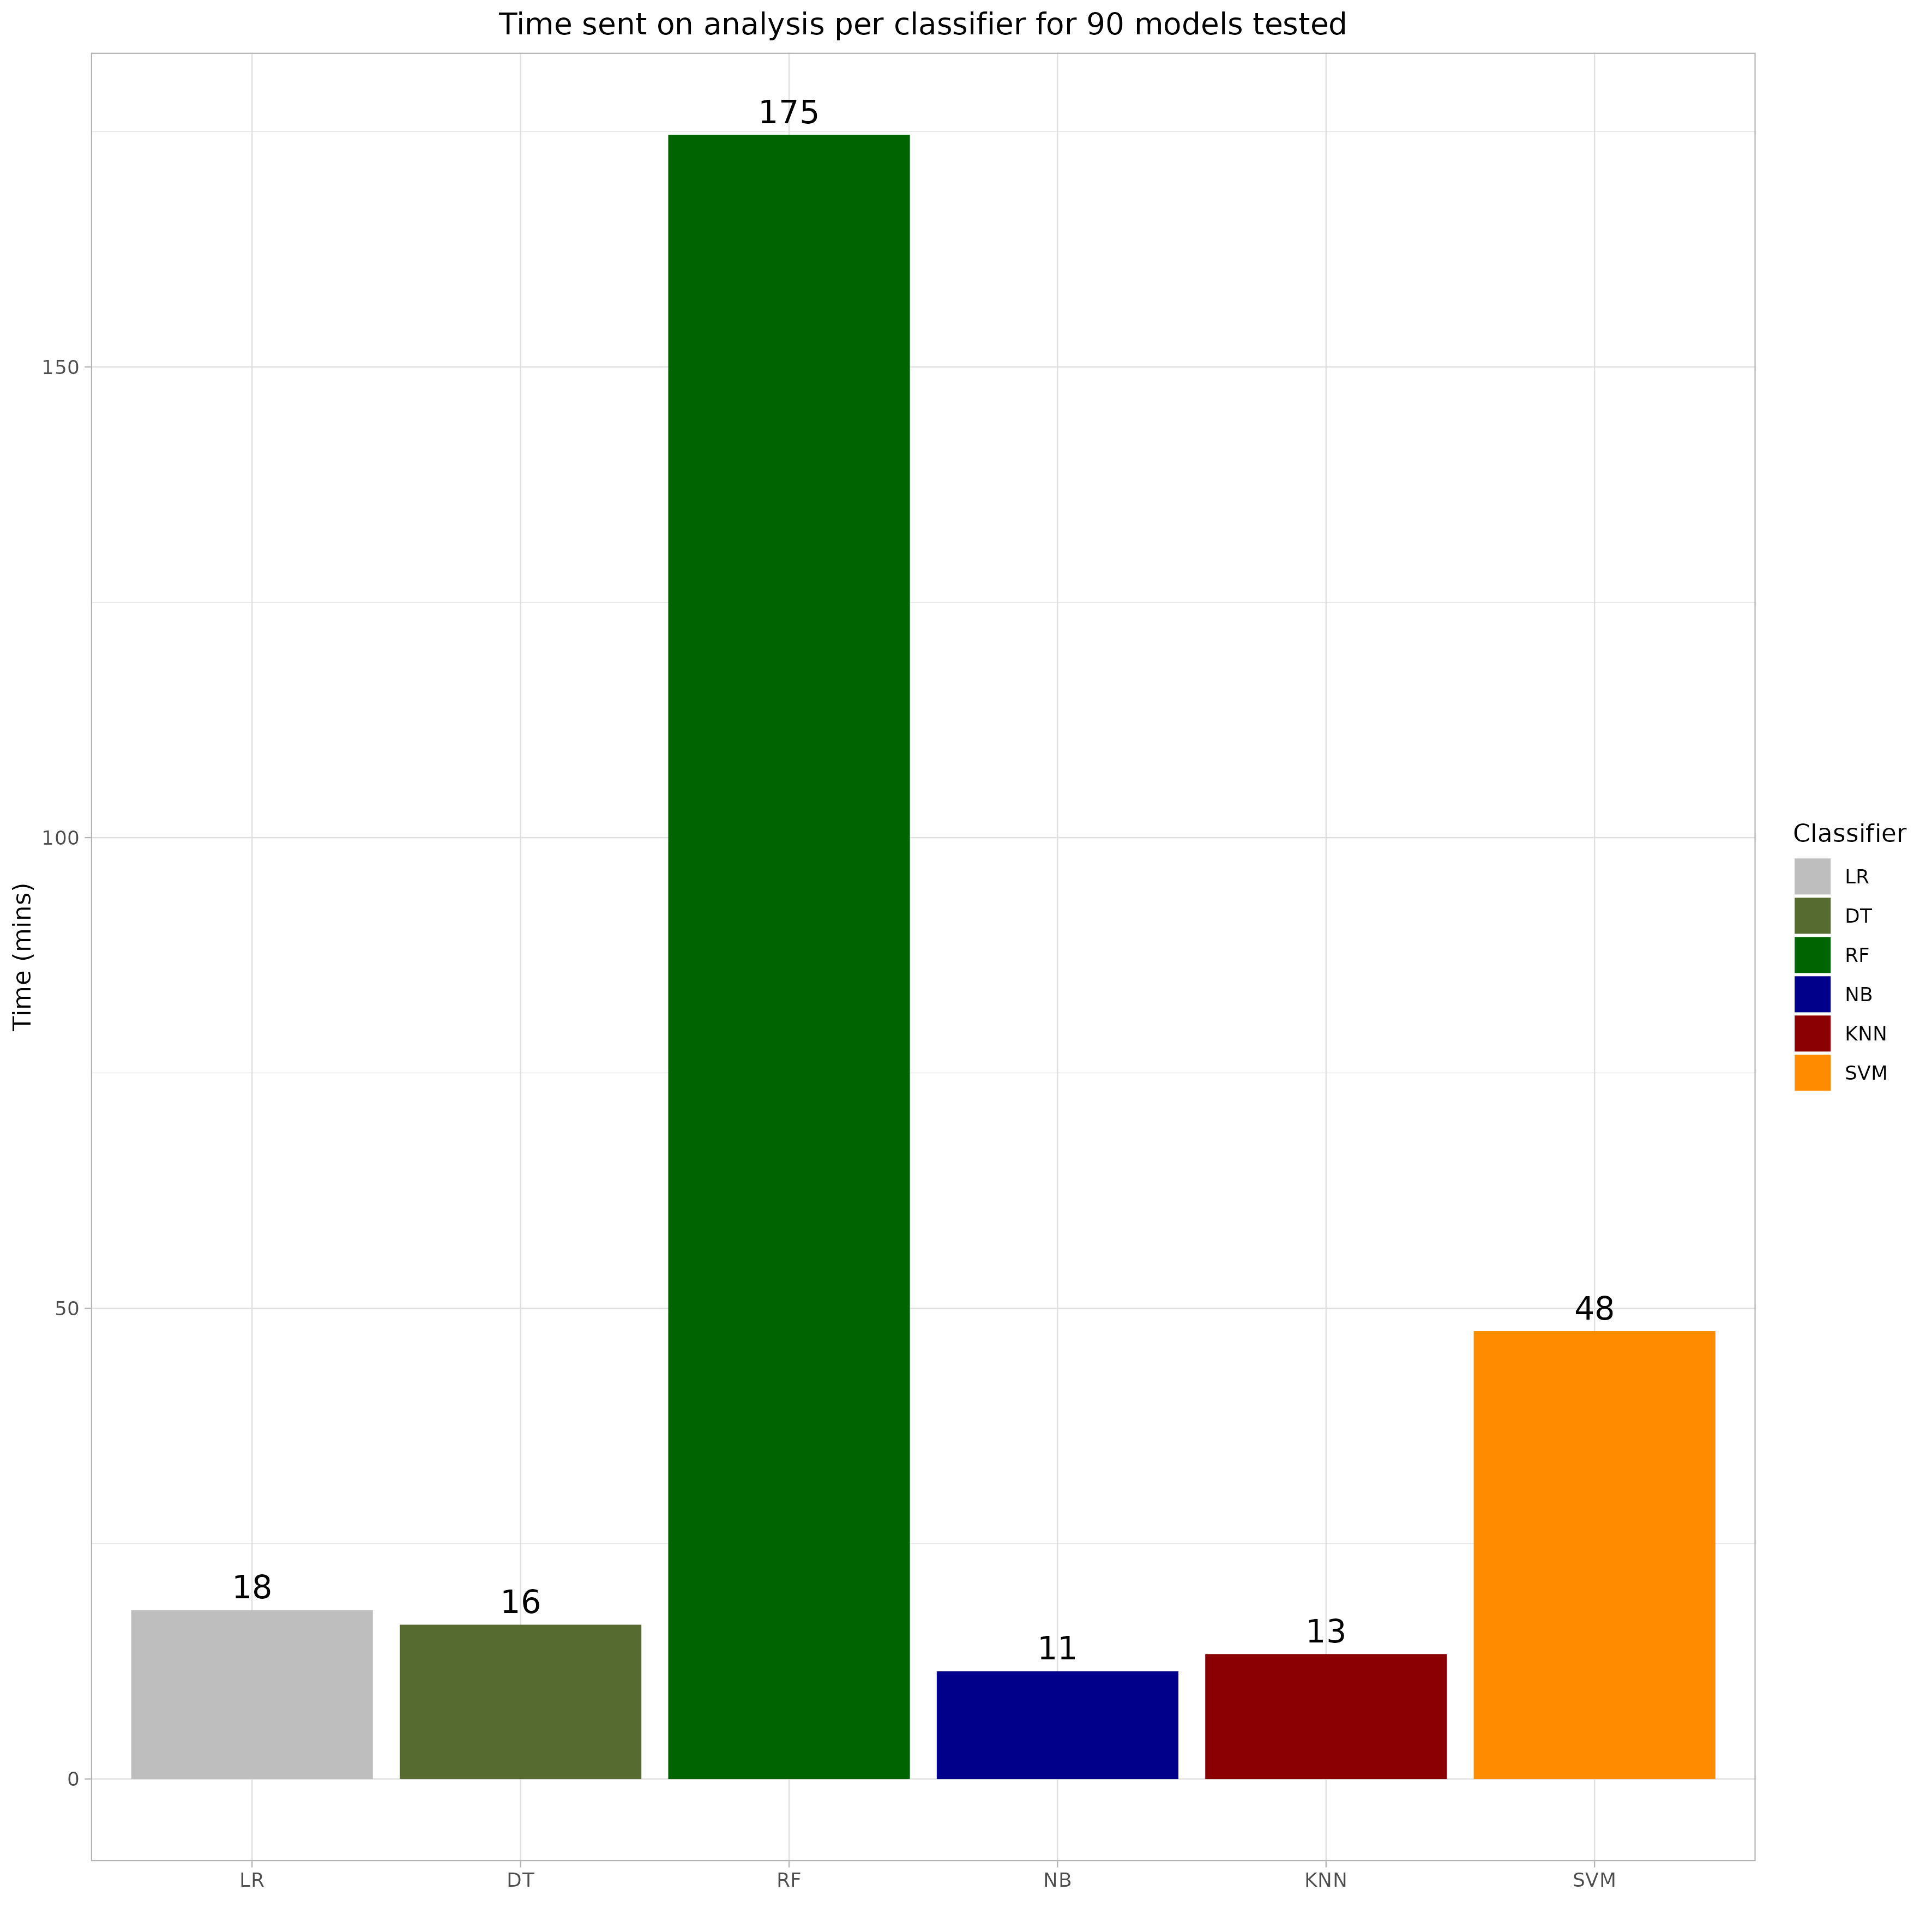 Time sent on analysis per classifier for 90 models tested
175
150
100
50
48
18
16
11
13
0
Time (mins)
LR DT RF NB KNN SVM
Classifier
LR
DT
RF
NB
KNN
SVM